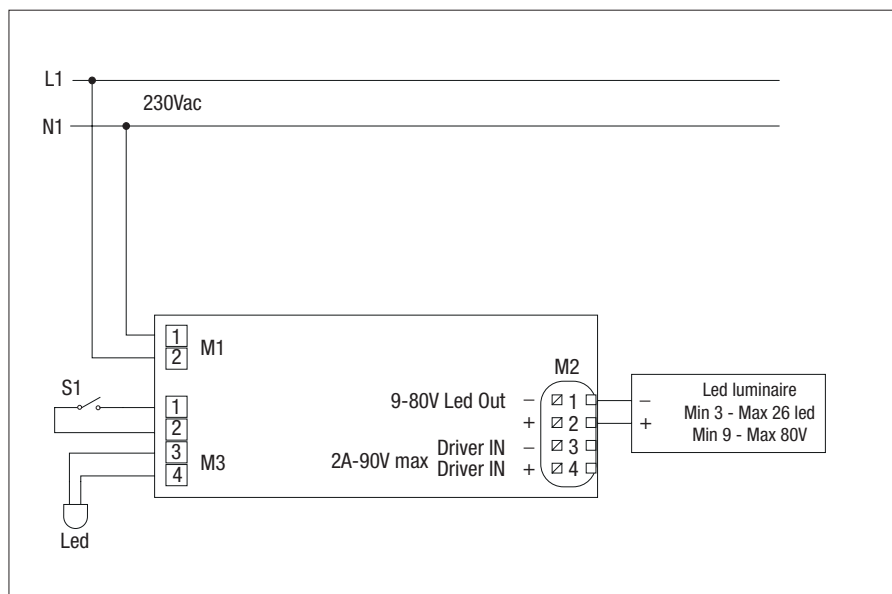 L1
230Vac
N1
1
2
M1
S1
1
2
3
4
M3
Led
M2
9-80V Led Out
–
+
1
2
3
4
2A-90V max
Driver IN –
Driver IN +
–
+
Led luminaire
Min 3 - Max 26 led
Min 9 - Max 80V